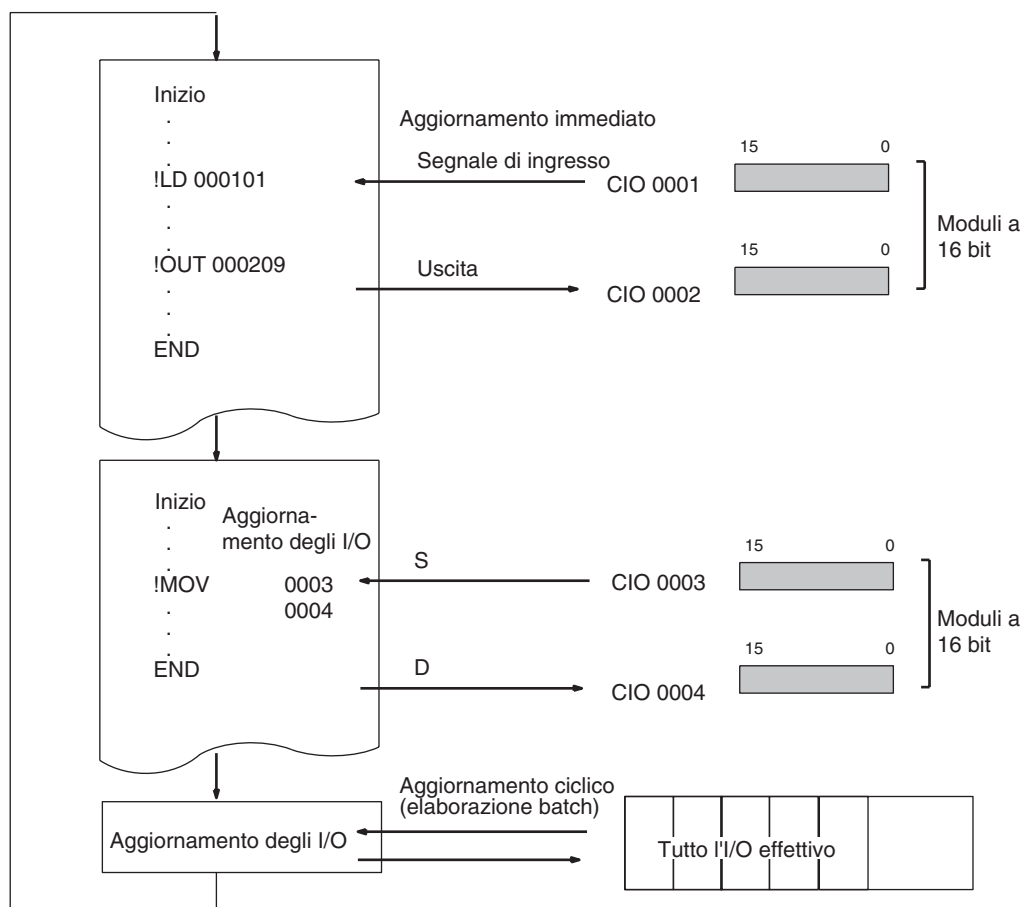 Inizio
.
.
.
!LD 000101
.
.
.
.
!OUT 000209
.
.
.
.
END
Aggiornamento immediato
Segnale di ingresso
CIO 0001
15 0
Uscita
CIO 0002
15 0
Moduli a
16 bit
Inizio
.
.
.
Aggiorna-
mento degli I/O
!MOV 0003
0004
.
.
.
END
S
CIO 0003
15 0
D
CIO 0004
15 0
Moduli a
16 bit
Aggiornamento degli I/O
Aggiornamento ciclico
(elaborazione batch)
Tutto l'I/O effettivo